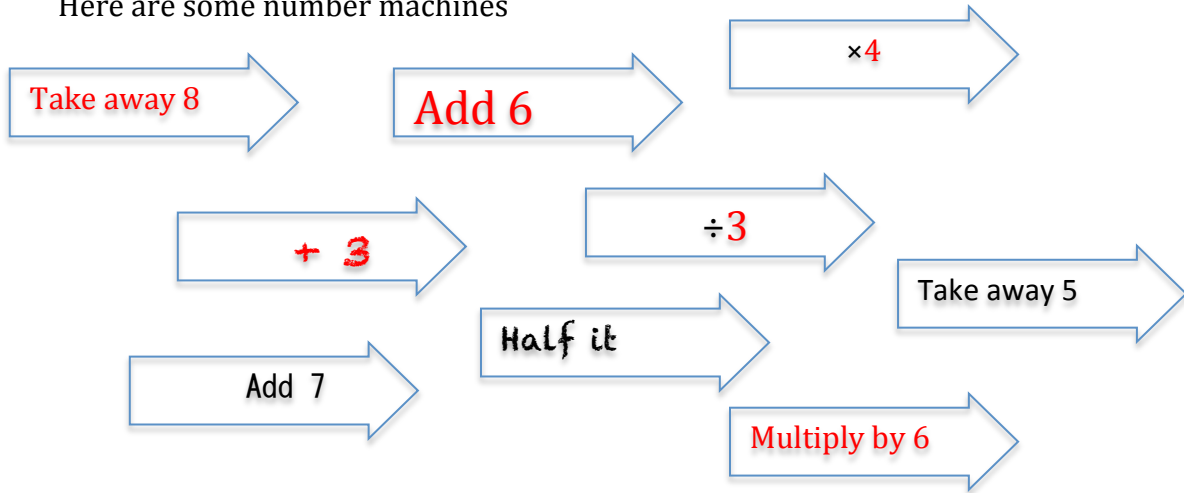 Here are some number machines
×4
Take away 8
Add 6
÷3
+ 3
Take away 5
Half it
Add 7
Multiply by 6